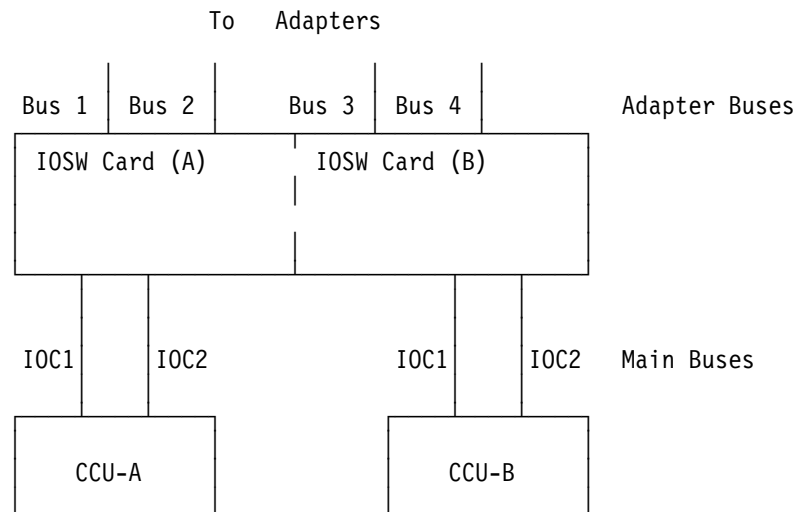 To Adapters
Bus 1 Bus 2 Bus 3 Bus 4 Adapter Buses
IOSW Card (A) IOSW Card (B)
IOC1 IOC2 IOC1 IOC2 Main Buses
CCU-A CCU-B